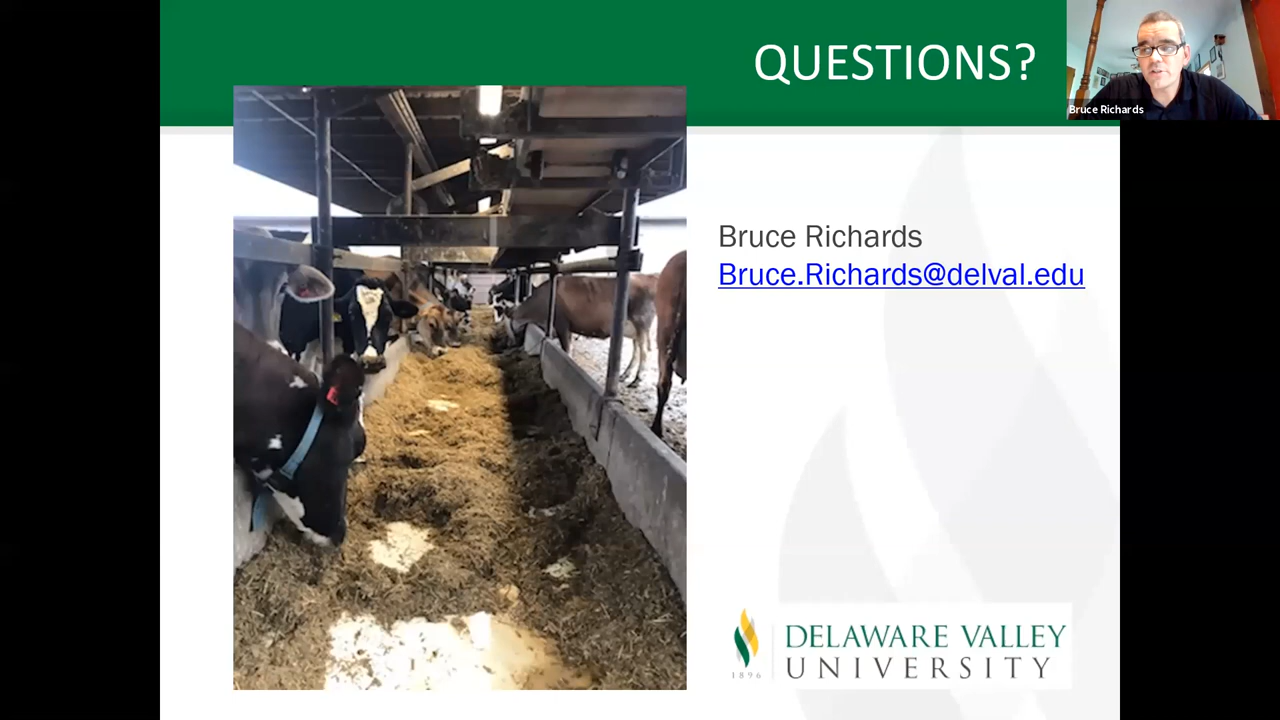 QUESTIONS?
Bruce Richards
Bruce Richards
Bruce.Richards@delval.edu
DELAWARE VALLEY
1896 UNIVERSITY